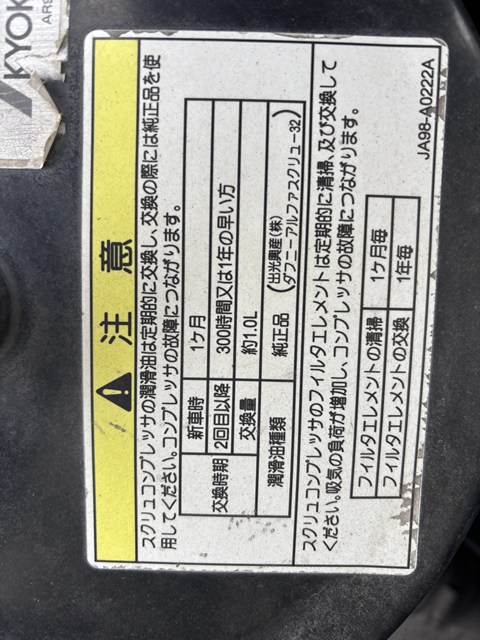 KYOK
⚠ 注意
スクリュコンプレッサの潤滑油は定期的に交換し、交換の際には純正品を使
用してください。コンプレッサの故障につながります。
交換時期 新車時 1ヶ月
2回目以降 300時間又は1年の早い方
交換量 約1.0L
潤滑油種類 純正品 (出光興産(株)
ダフニーアルファスクリュー32)
スクリュコンプレッサのフィルタエレメントは定期的に清掃、及び交換して
ください。吸気の負荷が増加し、コンプレッサの故障につながります。
フィルタエレメントの清掃 1ヶ月毎
フィルタエレメントの交換 1年毎
JA98-A0222A